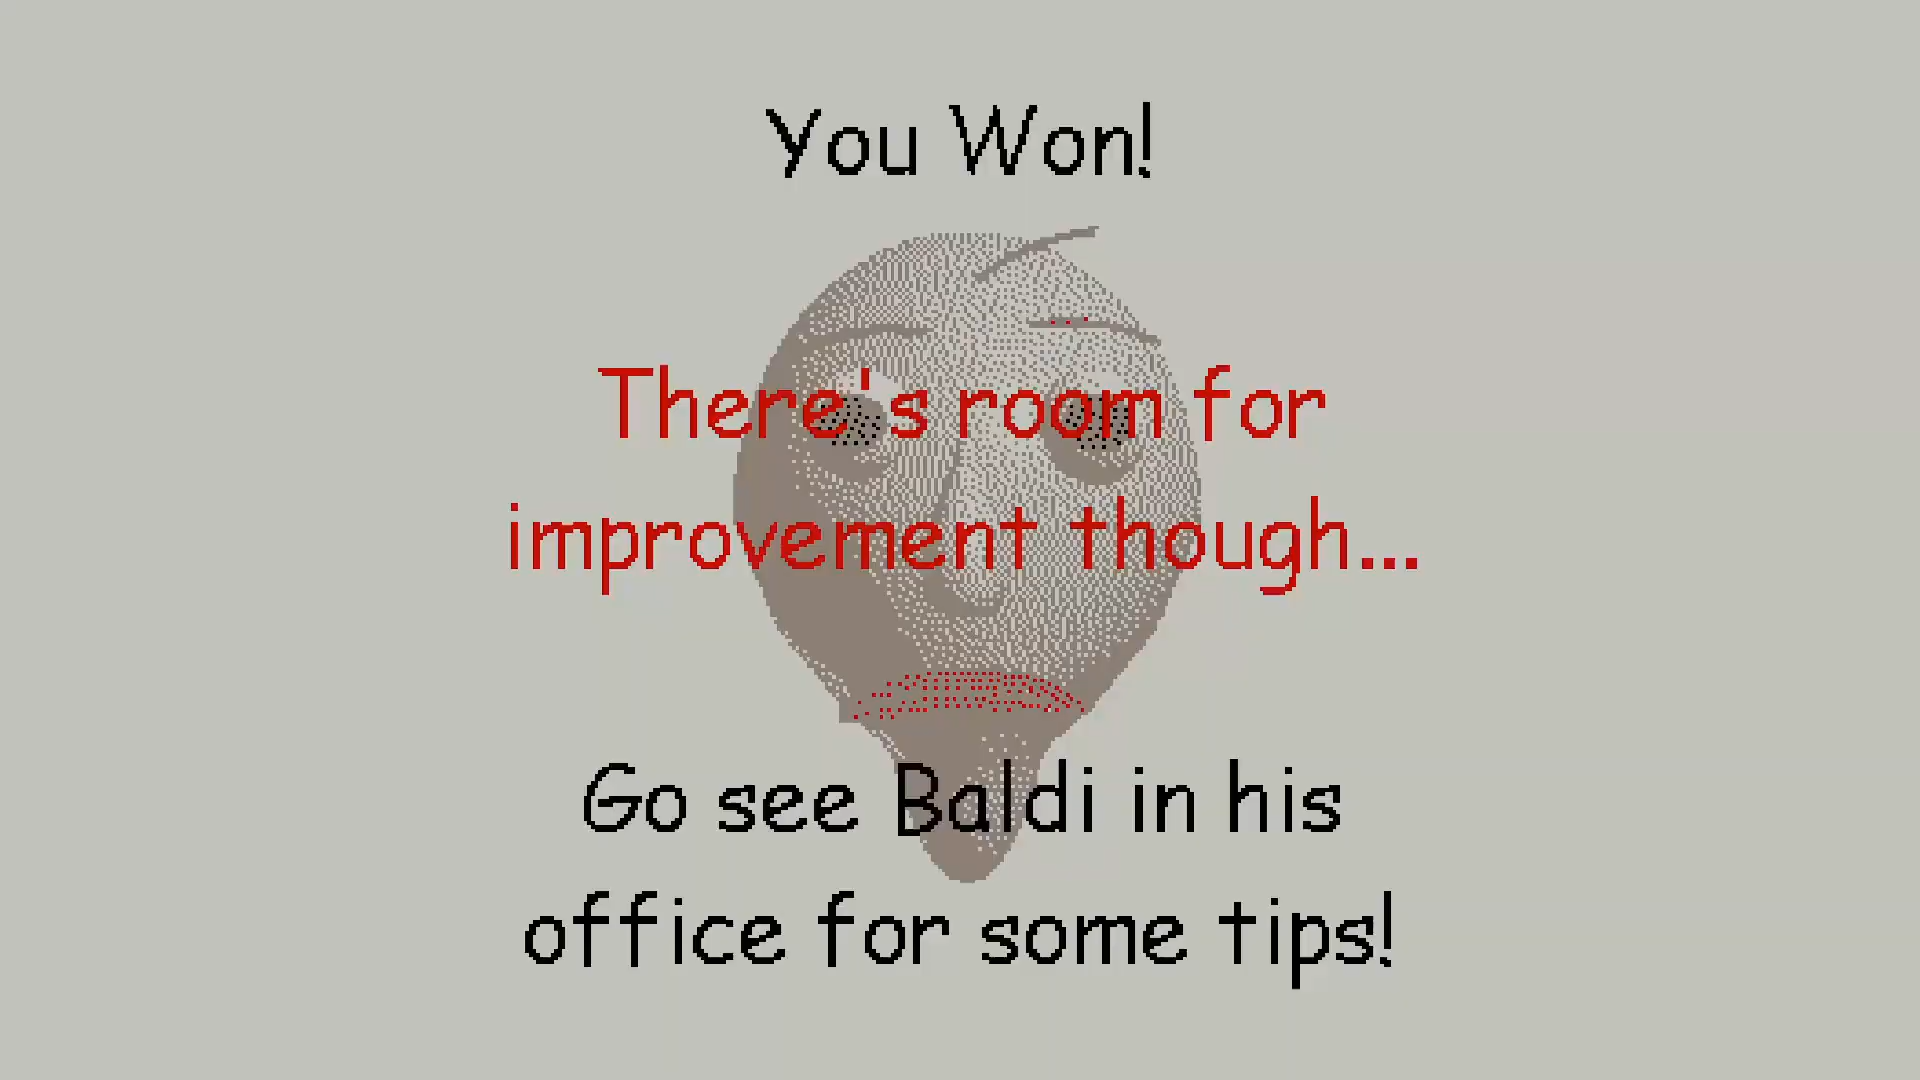 You Won!
There's room for
improvement though...
Go see Baldi in his
office for some tips!